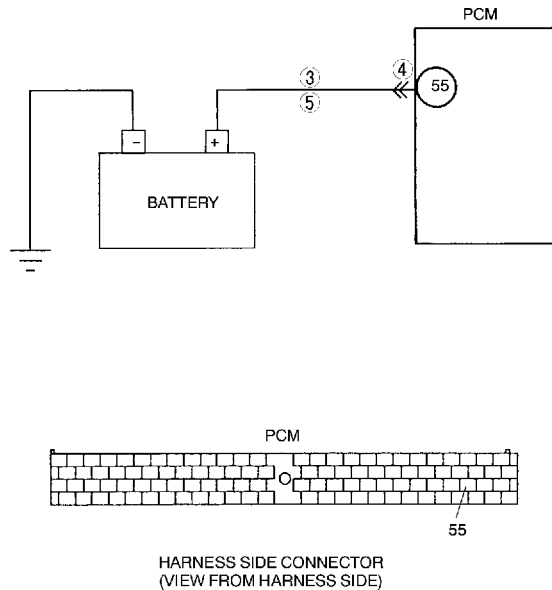 PCM
③ ④ 55
⑤
− +
BATTERY
PCM
55
HARNESS SIDE CONNECTOR
(VIEW FROM HARNESS SIDE)